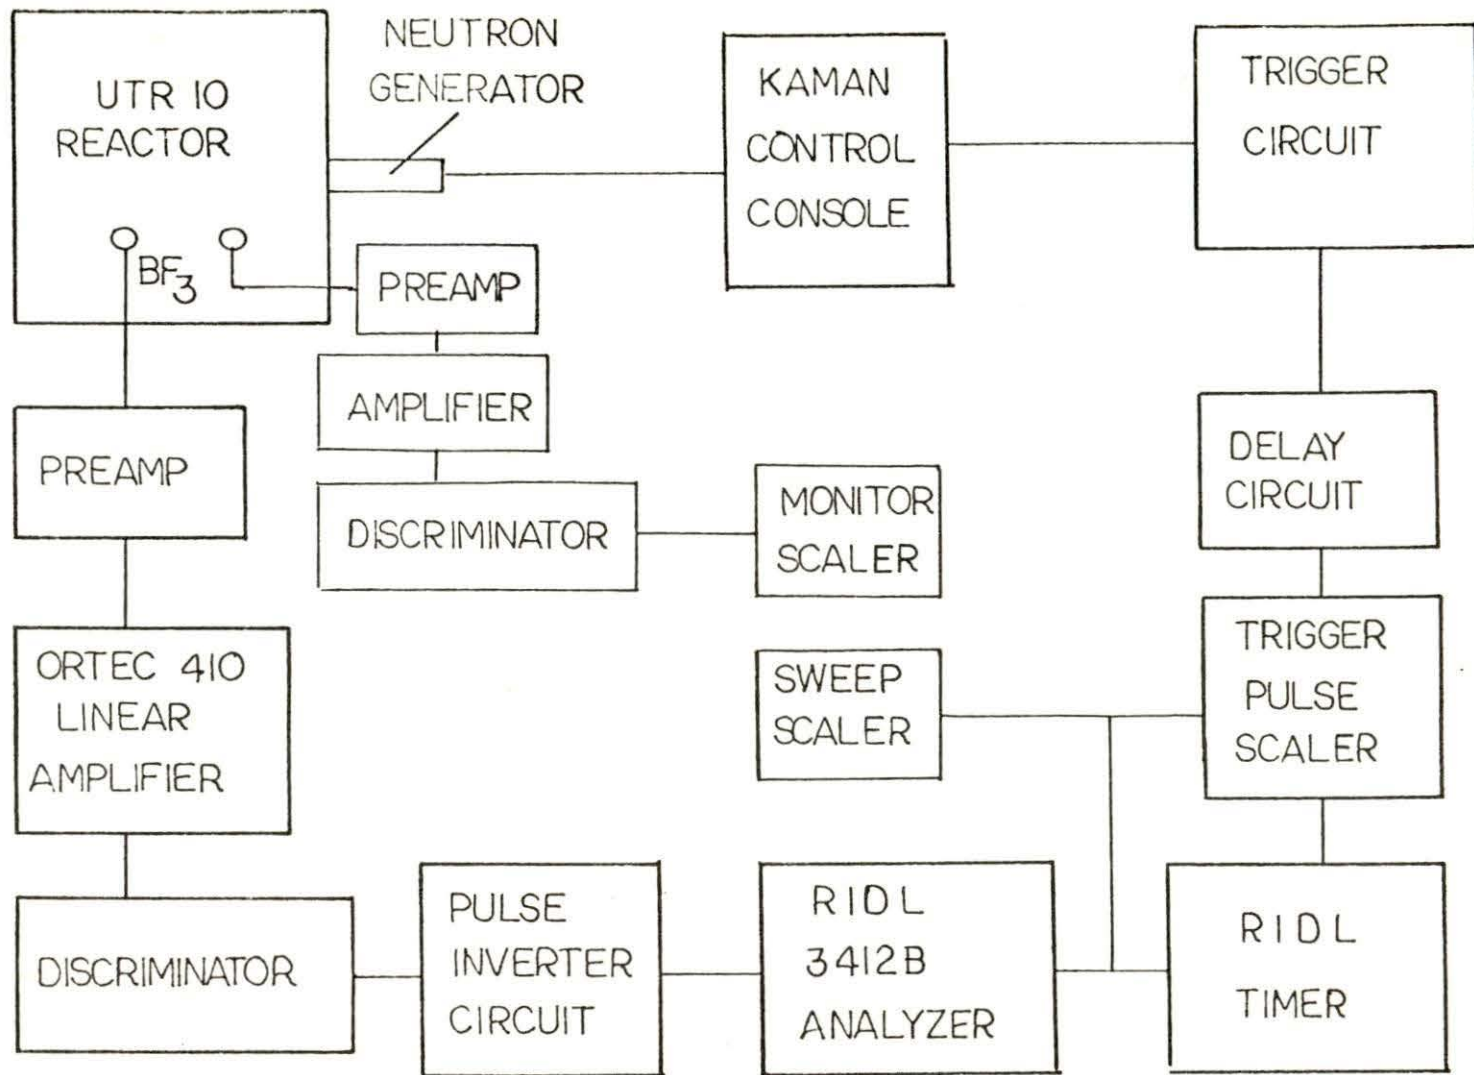 UTR 10
REACTOR
NEUTRON
GENERATOR
KAMAN
CONTROL
CONSOLE
TRIGGER
CIRCUIT
BF3
PREAMP
AMPLIFIER
DISCRIMINATOR
MONITOR
SCALER
DELAY
CIRCUIT
PREAMP
ORTEC 410
LINEAR
AMPLIFIER
SWEEP
SCALER
TRIGGER
PULSE
SCALER
DISCRIMINATOR
PULSE
INVERTER
CIRCUIT
RIDL
3412B
ANALYZER
RIDL
TIMER